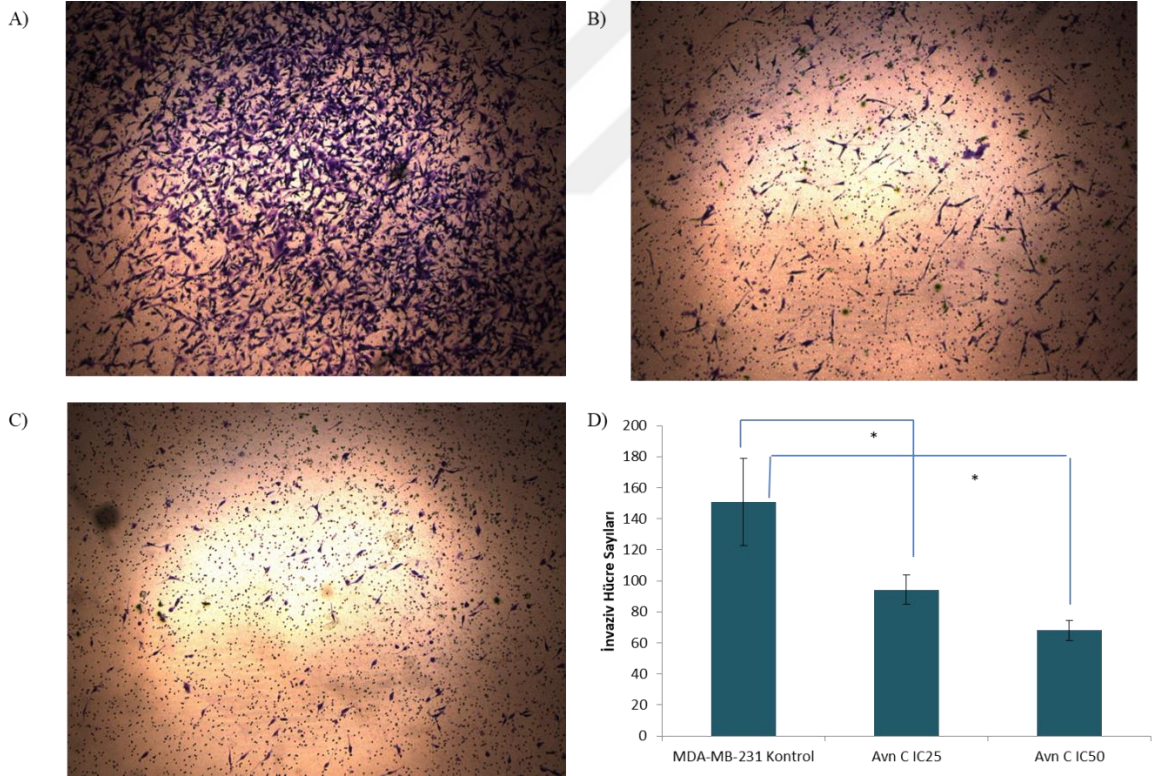 A)
B)
C)
D)
İnvaziv Hücre Sayıları
200
180
160
140
120
100
80
60
40
20
0
*
*
MDA-MB-231 Kontrol
Avn C IC25
Avn C IC50